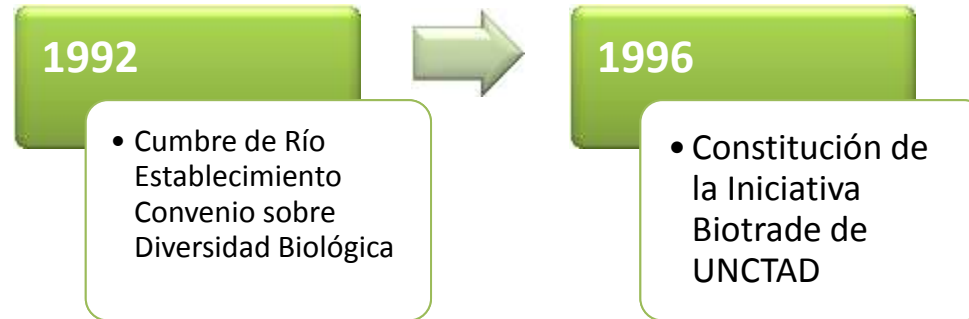 1992
• Cumbre de Río
Establecimiento
Convenio sobre
Diversidad Biológica
1996
• Constitución de
la Iniciativa
Biotrade de
UNCTAD